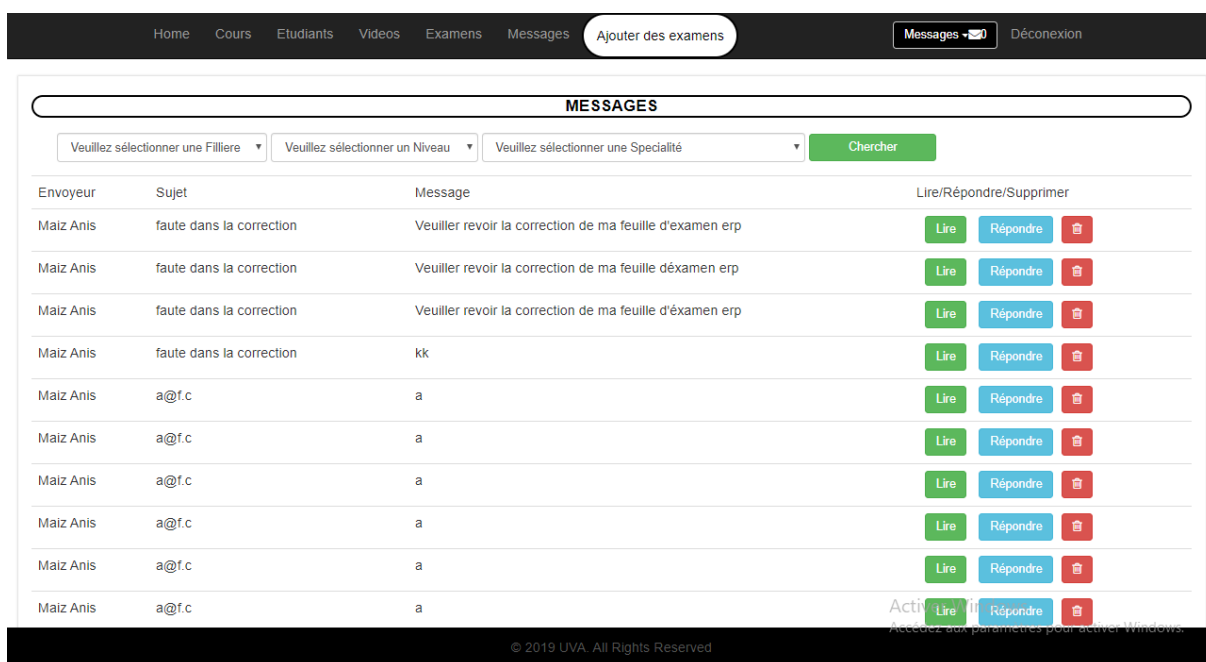 Home Cours Etudiants Videos Examens Messages Ajouter des examens Messages 0 Déconexion
MESSAGES
Veuillez sélectionner une Filliere Veuillez sélectionner un Niveau Veuillez sélectionner une Specialité Chercher
Envoyeur Sujet Message Lire/Répondre/Supprimer
Maiz Anis faute dans la correction Veuiller revoir la correction de ma feuille d'examen erp Lire Répondre
Maiz Anis faute dans la correction Veuiller revoir la correction de ma feuille déxamen erp Lire Répondre
Maiz Anis faute dans la correction Veuiller revoir la correction de ma feuille d'éxamen erp Lire Répondre
Maiz Anis faute dans la correction kk Lire Répondre
Maiz Anis a@f.c a Lire Répondre
Maiz Anis a@f.c a Lire Répondre
Maiz Anis a@f.c a Lire Répondre
Maiz Anis a@f.c a Lire Répondre
Maiz Anis a@f.c a Lire Répondre
Maiz Anis a@f.c a Lire Répondre
Activer Windows
Accédez aux paramètres pour activer Windows.
© 2019 UVA. All Rights Reserved